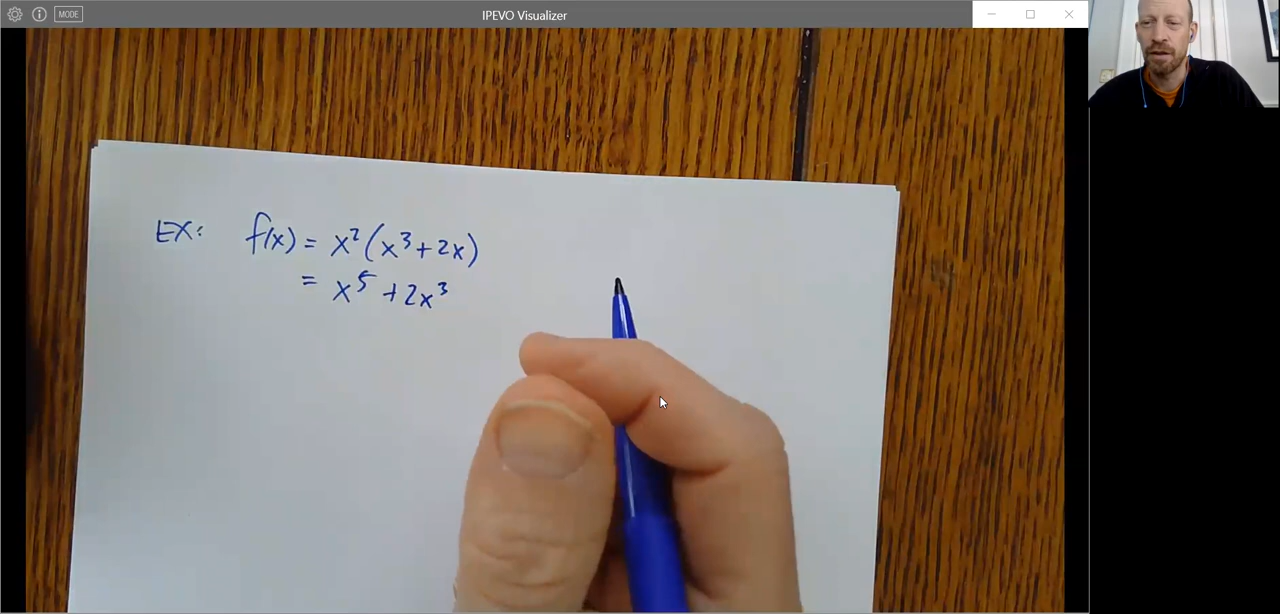 MODE
IPEVO Visualizer
EX: f(x) = x²(x³+2x)
= x⁵ +2x³